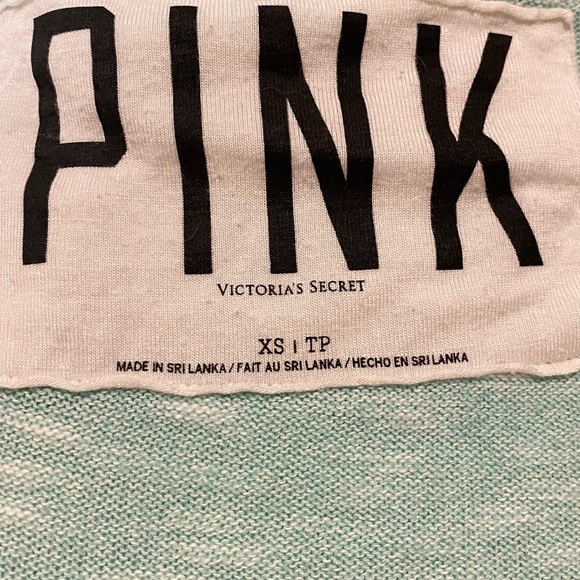 PINK
VICTORIA'S SECRET
XS | TP
MADE IN SRI LANKA / FAIT AU SRI LANKA / HECHO EN SRI LANKA